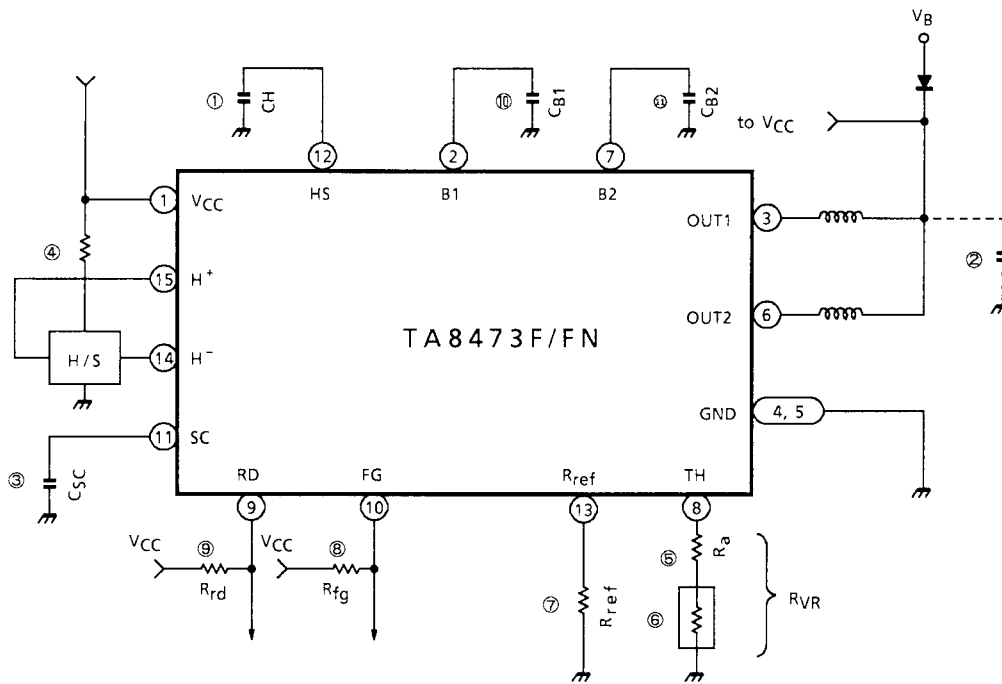 V_B
① CH
⑩ C_B1
⑪ C_B2
to V_CC
12
2
7
HS
B1
B2
1 V_CC
OUT1 3
④
15 H⁺
②
OUT2 6
TA8473F/FN
H/S
14 H⁻
GND 4, 5
11 SC
③ C_SC
RD
FG
R_ref
TH
9
10
13
8
V_CC ⑨ V_CC ⑧
R_rd
R_fg
⑦ R_ref
⑤ R_a
⑥
R_VR